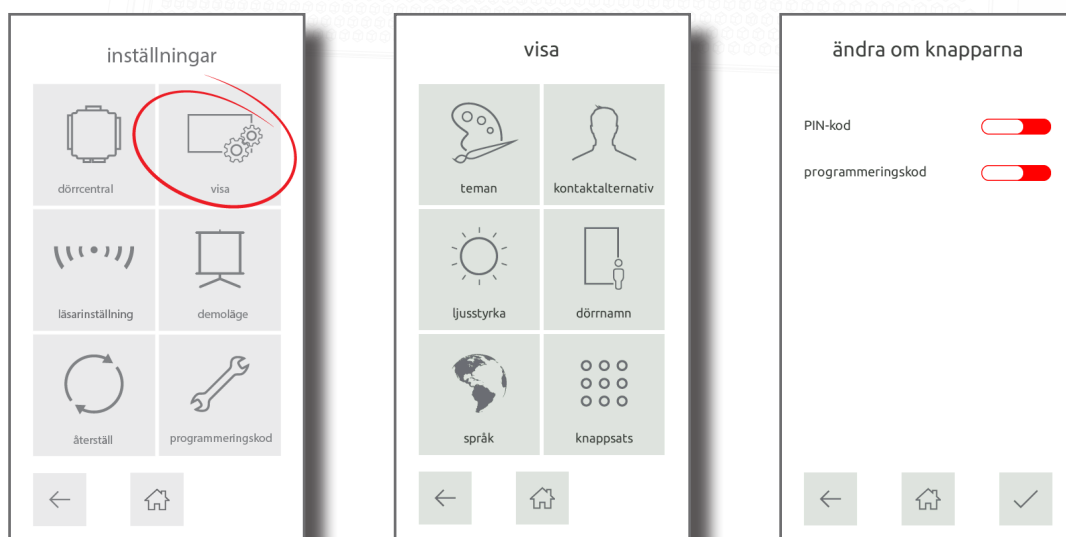 inställningar
dörrcentral
visa
läsarinställning
demoläge
återställ
programmeringskod
visa
teman
kontaktalternativ
ljusstyrka
dörrnamn
språk
knappsats
ändra om knapparna
PIN-kod
programmeringskod